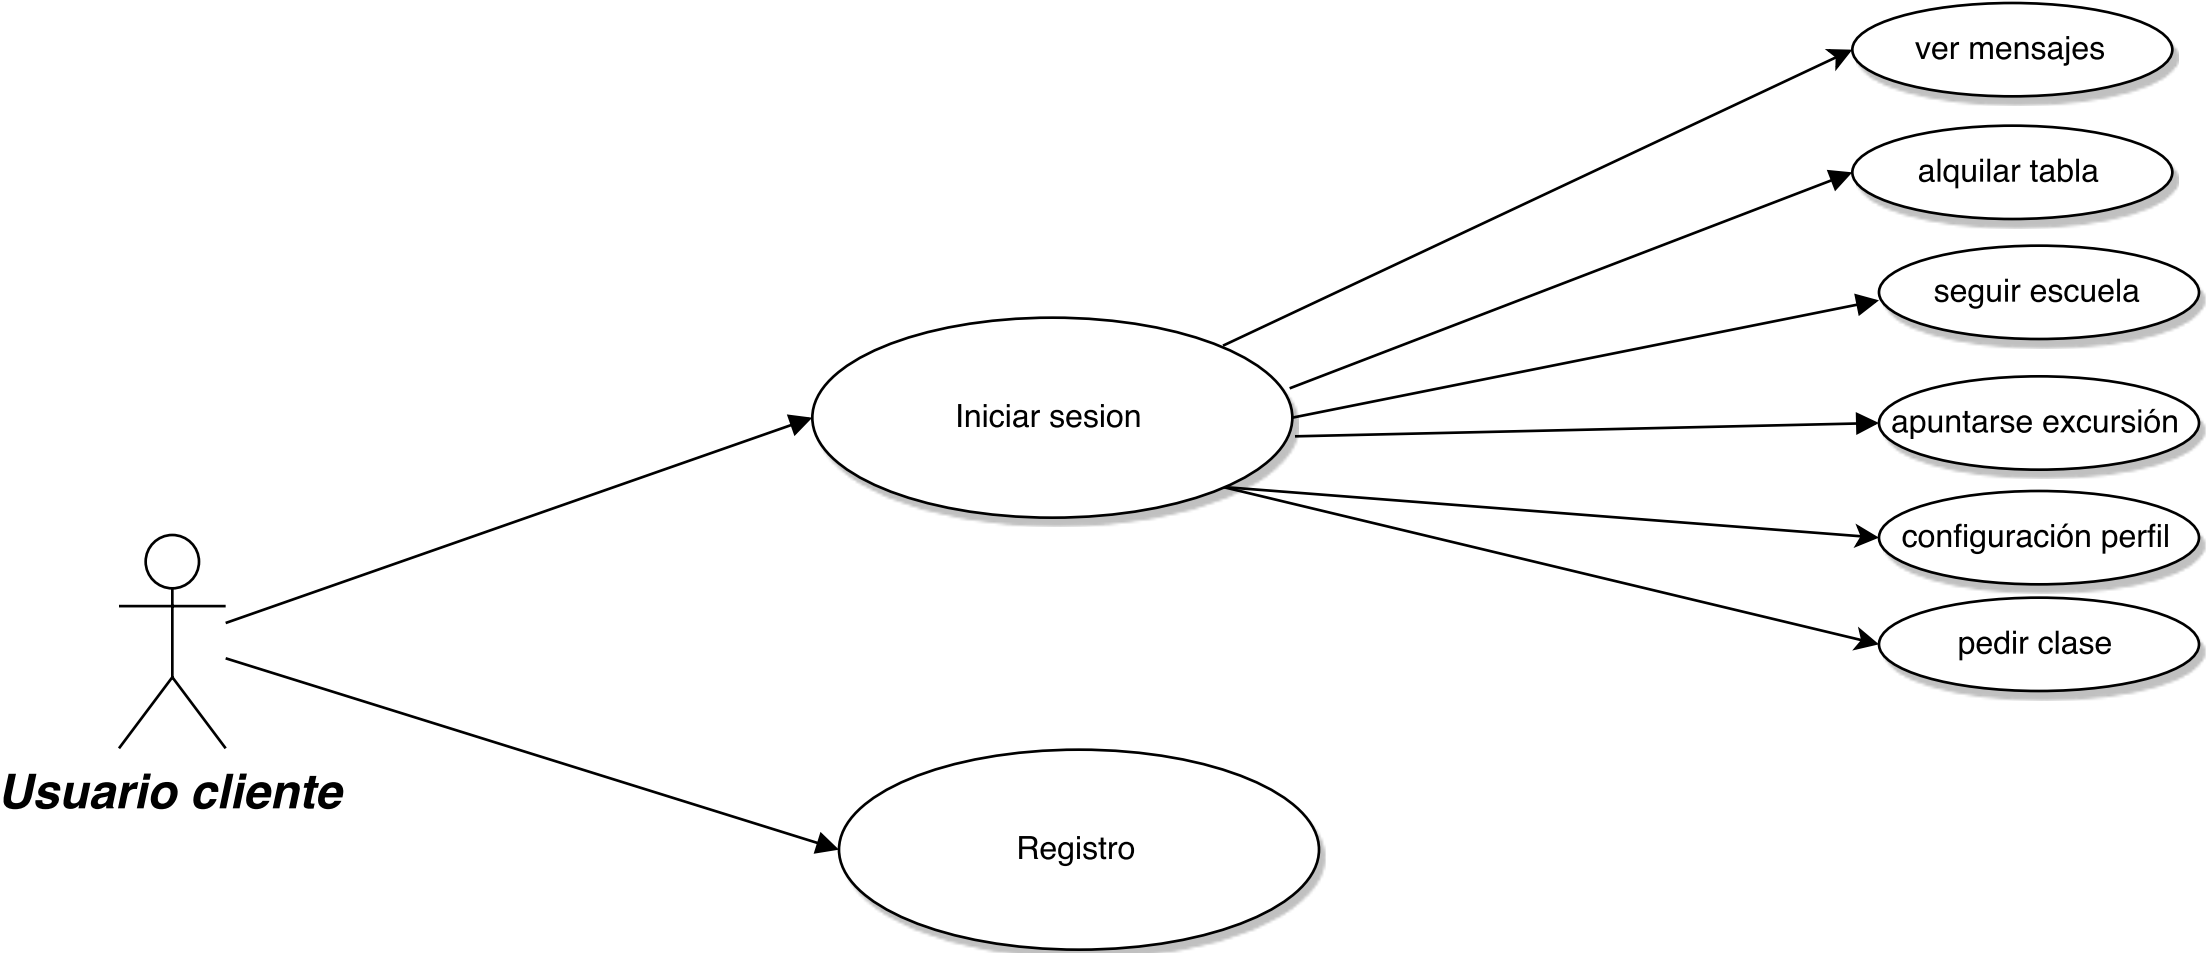 ver mensajes
alquilar tabla
seguir escuela
Iniciar sesion
apuntarse excursión
configuración perfil
pedir clase
Usuario cliente
Registro